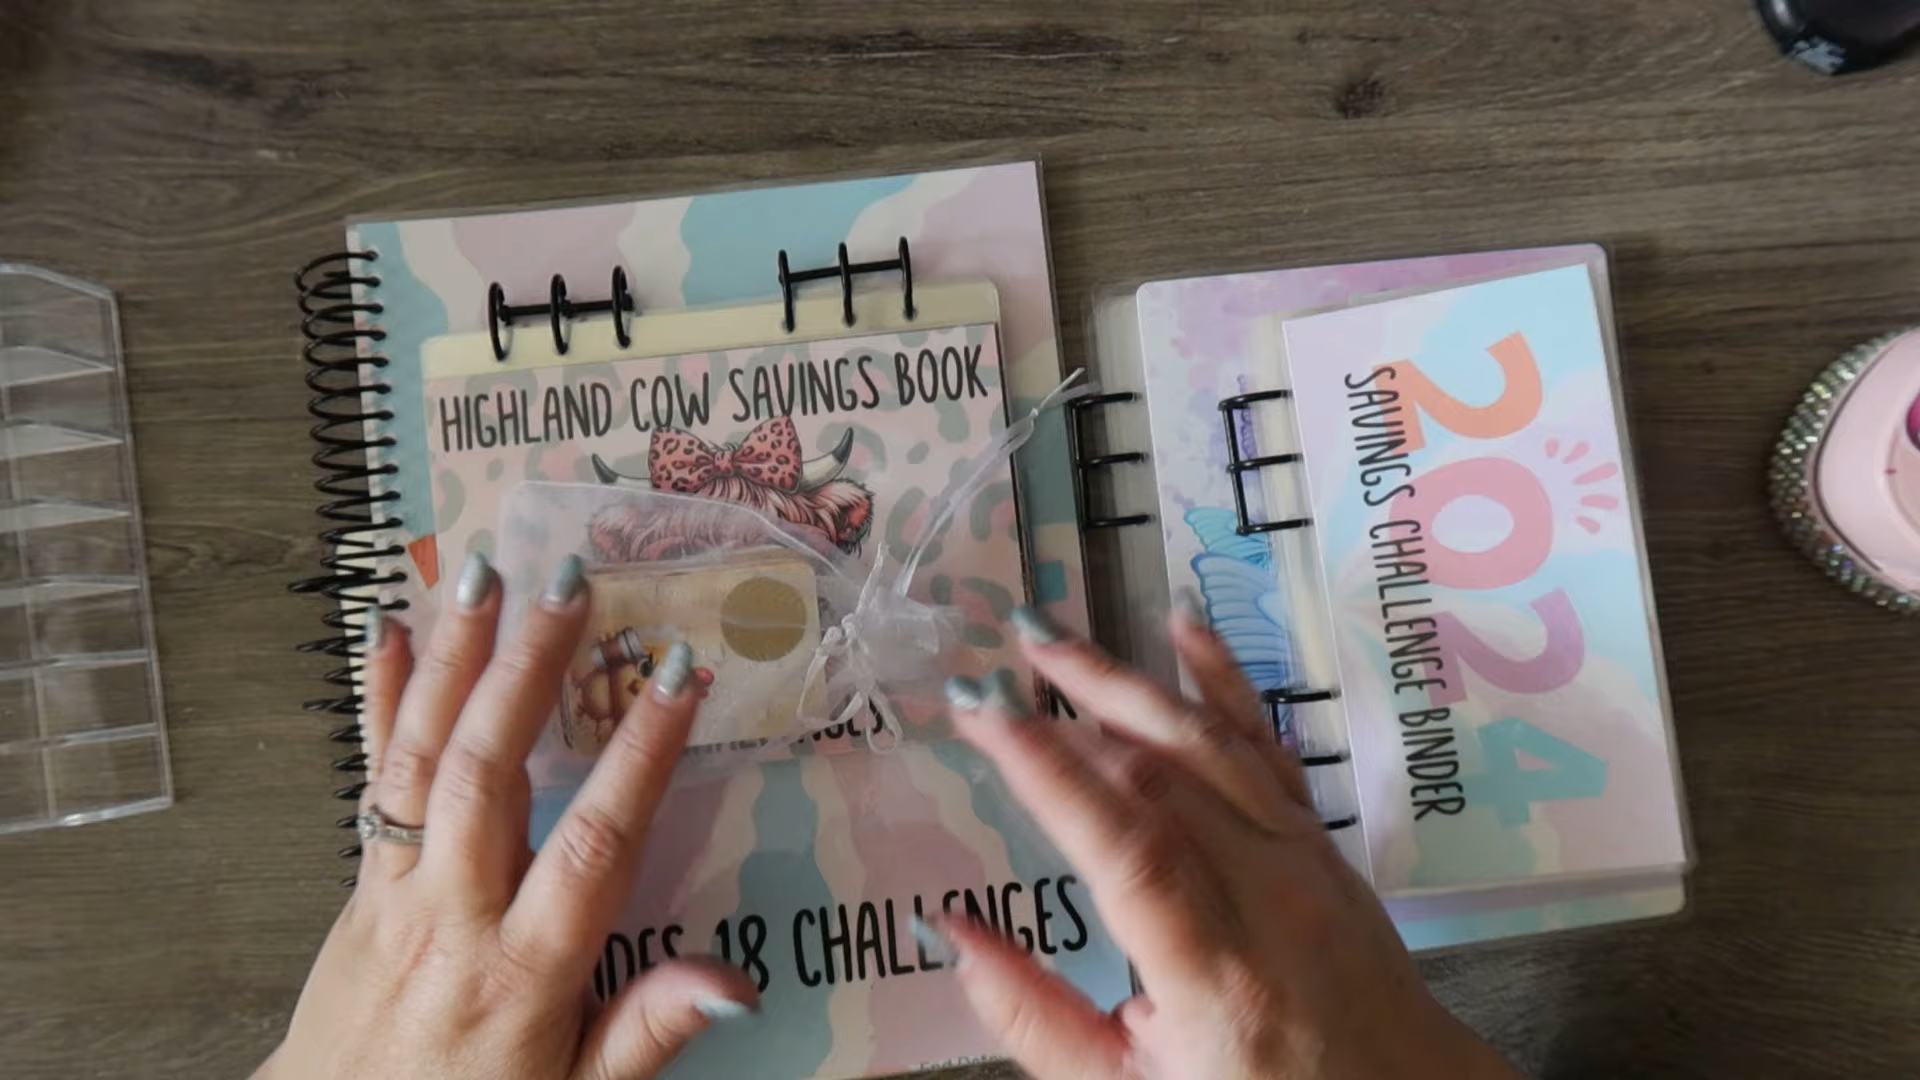 HIGHLAND COW SAVINGS BOOK
18 CHALLENGES
2024
SAVINGS CHALLENGE BINDER